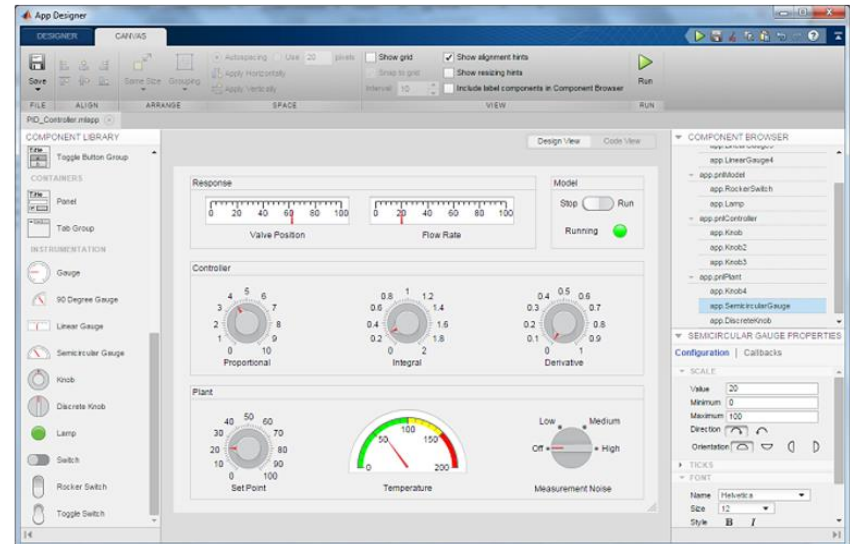 App Designer
DESIGNER CANVAS
Save
Same Size Grouping
Autospacing Use 20 pixels
Apply Horizontally
Apply Vertically
Show grid
Snap to grid
Interval 10
Show alignment hints
Show resizing hints
Include label components in Component Browser
Run
FILE ALIGN ARRANGE SPACE VIEW RUN
PID_Controller.mlapp
COMPONENT LIBRARY
Toggle Button Group
CONTAINERS
Panel
Tab Group
INSTRUMENTATION
Gauge
90 Degree Gauge
Linear Gauge
Semicircular Gauge
Knob
Discrete Knob
Lamp
Switch
Rocker Switch
Toggle Switch
Design View Code View
Response
0 20 40 60 80 100
Valve Position
0 20 40 60 80 100
Flow Rate
Model
Stop Run
Running
Controller
0 1 2 3 4 5 6 7 8 9 10
Proportional
0 0.2 0.4 0.6 0.8 1 1.2 1.4 1.6 1.8 2
Integral
0 0.1 0.2 0.3 0.4 0.5 0.6 0.7 0.8 0.9 1
Derivative
Plant
0 10 20 30 40 50 60 70 80 90 100
Set Point
0 50 100 150 200
Temperature
Off Low Medium High
Measurement Noise
COMPONENT BROWSER
app.LinearGauge4
app.pnlModel
app.RockerSwitch
app.Lamp
app.pnlController
app.Knob
app.Knob2
app.Knob3
app.pnlPlant
app.Knob4
app.SemicircularGauge
app.DiscreteKnob
SEMICIRCULAR GAUGE PROPERTIES
Configuration | Callbacks
SCALE
Value 20
Minimum 0
Maximum 100
Direction
Orientation
TICKS
FONT
Name Helvetica
Size 12
Style B I